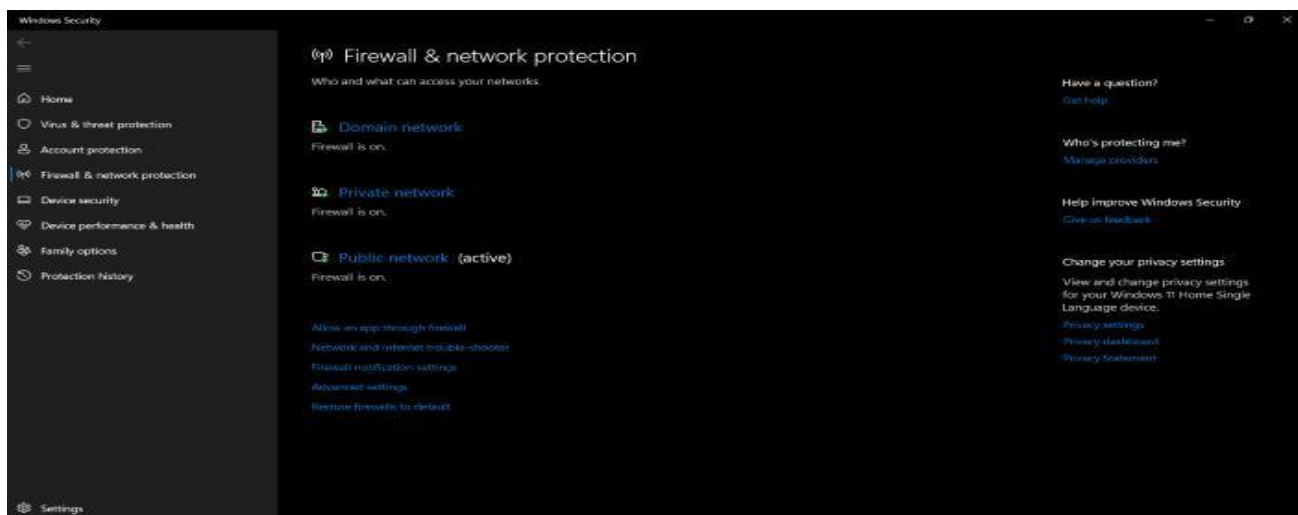 Windows Security
Home
Virus & threat protection
Account protection
Firewall & network protection
Device security
Device performance & health
Family options
Protection history
Settings
Firewall & network protection
Who and what can access your networks.
Domain network
Firewall is on.
Private network
Firewall is on.
Public network (active)
Firewall is on.
Allow an app through firewall
Network and Internet trouble-shooter
Firewall notification settings
Advanced settings
Restore firewalls to default
Have a question?
Get help
Who's protecting me?
Manage providers
Help improve Windows Security
Give us feedback
Change your privacy settings
View and change privacy settings
for your Windows 11 Home Single
Language device.
Privacy settings
Privacy dashboard
Privacy Statement